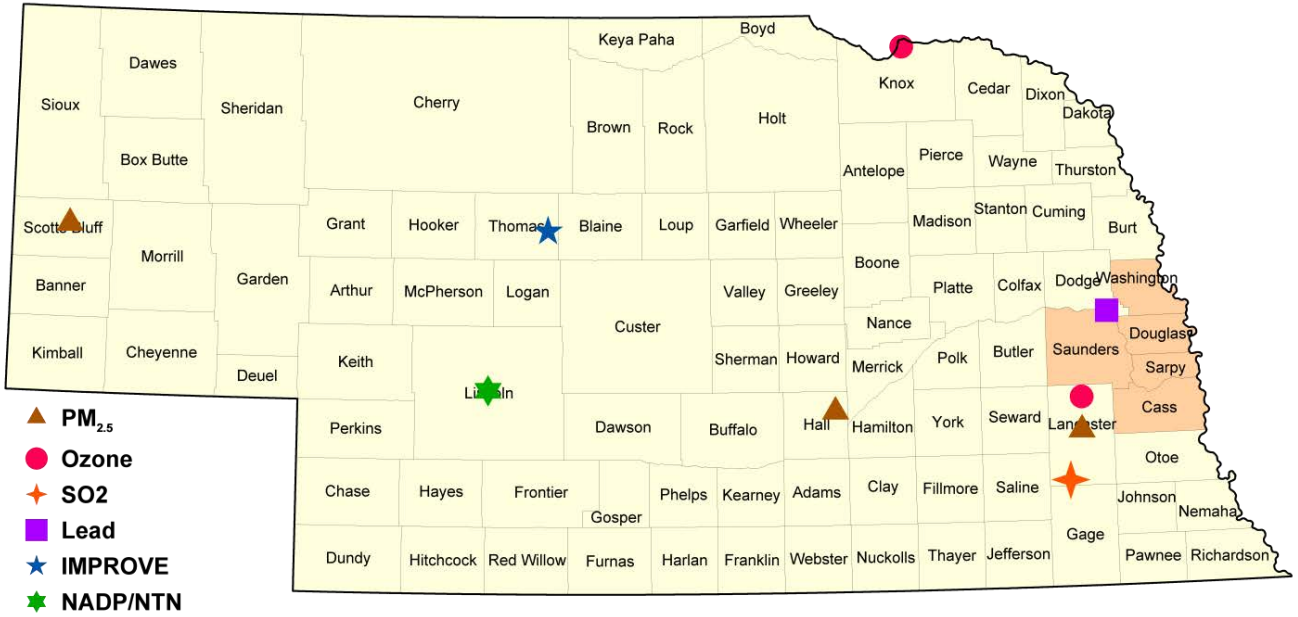 Keya Paha
Boyd
Dawes
Sioux
Sheridan
Cherry
Knox
Cedar
Dixon
Dakota
Brown
Rock
Holt
Box Butte
Antelope
Pierce
Wayne
Thurston
Scotts Bluff
Grant
Hooker
Thomas
Blaine
Loup
Garfield
Wheeler
Madison
Stanton
Cuming
Burt
Morrill
Garden
Banner
Arthur
McPherson
Logan
Valley
Greeley
Boone
Platte
Colfax
Dodge
Washington
Custer
Nance
Kimball
Cheyenne
Deuel
Keith
Sherman
Howard
Merrick
Polk
Butler
Saunders
Douglas
Sarpy
Lincoln
Cass
Perkins
Dawson
Buffalo
Hall
Hamilton
York
Seward
Lancaster
Otoe
Chase
Hayes
Frontier
Gosper
Phelps
Kearney
Adams
Clay
Fillmore
Saline
Johnson
Nemaha
Gage
Dundy
Hitchcock
Red Willow
Furnas
Harlan
Franklin
Webster
Nuckolls
Thayer
Jefferson
Pawnee
Richardson
PM2.5
Ozone
SO2
Lead
IMPROVE
NADP/NTN